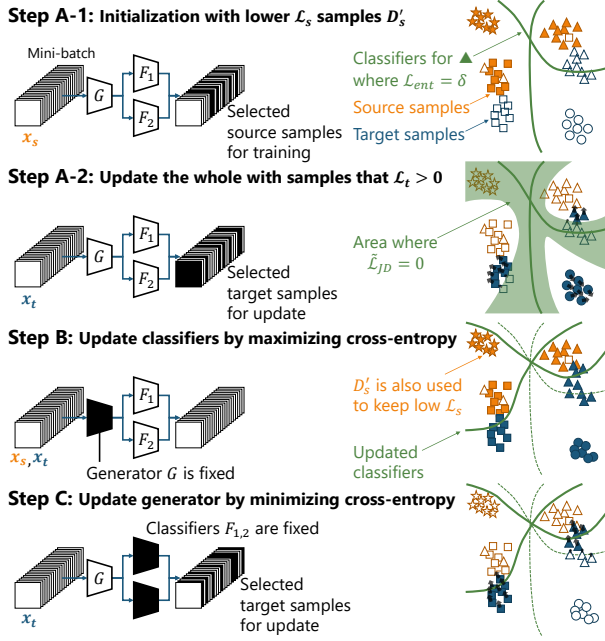 Step A-1: Initialization with lower ℒₛ samples D′ₛ
Mini-batch
G
F₁
F₂
xₛ
Selected
source samples
for training
Classifiers for ▲
where ℒₑₙₜ = δ
Source samples
Target samples
Step A-2: Update the whole with samples that ℒₜ > 0
G
F₁
F₂
xₜ
Selected
target samples
for update
Area where
ℒ̃_JD = 0
Step B: Update classifiers by maximizing cross-entropy
F₁
F₂
xₛ,xₜ
Generator G is fixed
D′ₛ is also used
to keep low ℒₛ
Updated
classifiers
Step C: Update generator by minimizing cross-entropy
Classifiers F₁,₂ are fixed
G
xₜ
Selected
target samples
for update